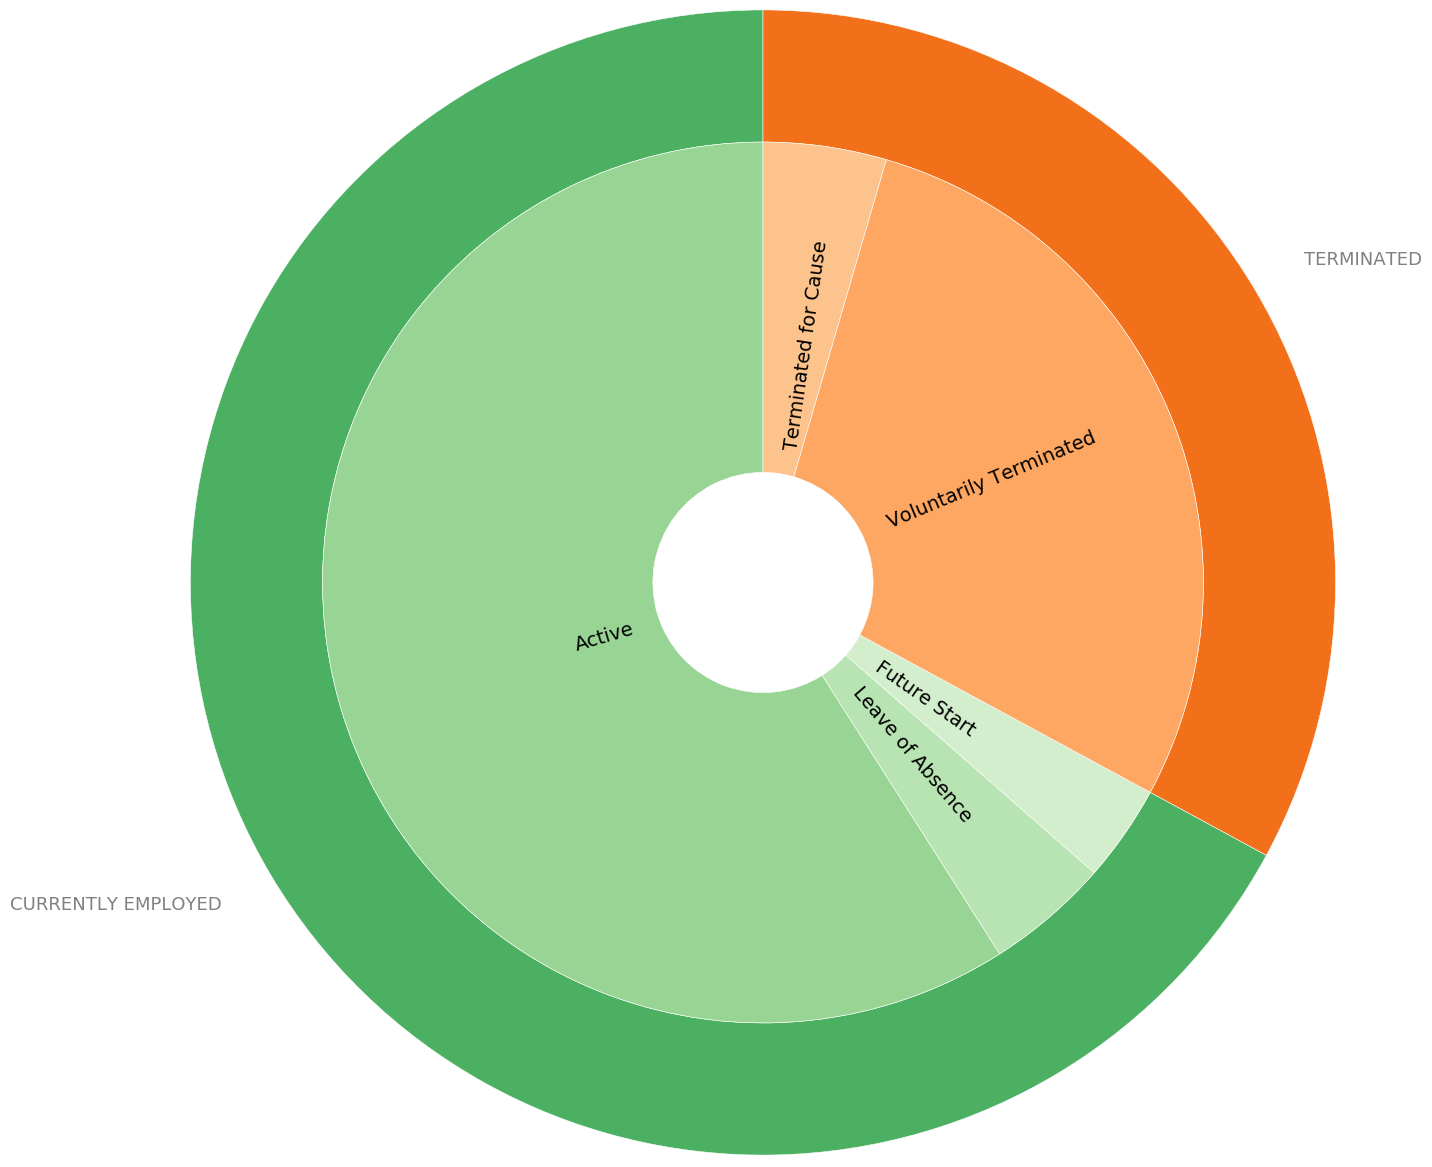 TERMINATED
Terminated for Cause
Voluntarily Terminated
Active
Future Start
Leave of Absence
CURRENTLY EMPLOYED